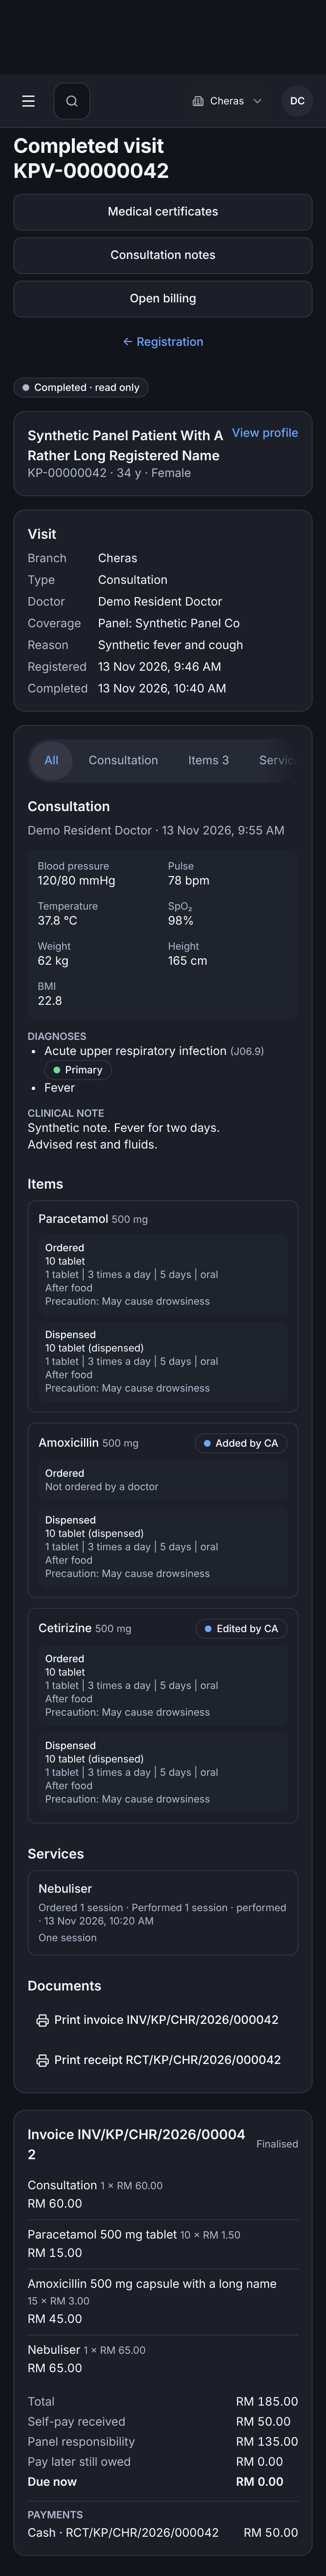 Cheras
DC
Completed visit
KPV-00000042
Medical certificates
Consultation notes
Open billing
← Registration
Completed · read only
Synthetic Panel Patient With A
Rather Long Registered Name
View profile
KP-00000042 · 34 y · Female
Visit
Branch Cheras
Type Consultation
Doctor Demo Resident Doctor
Coverage Panel: Synthetic Panel Co
Reason Synthetic fever and cough
Registered 13 Nov 2026, 9:46 AM
Completed 13 Nov 2026, 10:40 AM
All Consultation Items 3 Servic
Consultation
Demo Resident Doctor · 13 Nov 2026, 9:55 AM
Blood pressure Pulse
120/80 mmHg 78 bpm
Temperature SpO₂
37.8 °C 98%
Weight Height
62 kg 165 cm
BMI
22.8
DIAGNOSES
• Acute upper respiratory infection (J06.9)
Primary
• Fever
CLINICAL NOTE
Synthetic note. Fever for two days.
Advised rest and fluids.
Items
Paracetamol 500 mg
Ordered
10 tablet
1 tablet | 3 times a day | 5 days | oral
After food
Precaution: May cause drowsiness
Dispensed
10 tablet (dispensed)
1 tablet | 3 times a day | 5 days | oral
After food
Precaution: May cause drowsiness
Amoxicillin 500 mg Added by CA
Ordered
Not ordered by a doctor
Dispensed
10 tablet (dispensed)
1 tablet | 3 times a day | 5 days | oral
After food
Precaution: May cause drowsiness
Cetirizine 500 mg Edited by CA
Ordered
10 tablet
1 tablet | 3 times a day | 5 days | oral
After food
Precaution: May cause drowsiness
Dispensed
10 tablet (dispensed)
1 tablet | 3 times a day | 5 days | oral
After food
Precaution: May cause drowsiness
Services
Nebuliser
Ordered 1 session · Performed 1 session · performed
· 13 Nov 2026, 10:20 AM
One session
Documents
Print invoice INV/KP/CHR/2026/000042
Print receipt RCT/KP/CHR/2026/000042
Invoice INV/KP/CHR/2026/00004
2
Finalised
Consultation 1 × RM 60.00
RM 60.00
Paracetamol 500 mg tablet 10 × RM 1.50
RM 15.00
Amoxicillin 500 mg capsule with a long name
15 × RM 3.00
RM 45.00
Nebuliser 1 × RM 65.00
RM 65.00
Total RM 185.00
Self-pay received RM 50.00
Panel responsibility RM 135.00
Pay later still owed RM 0.00
Due now RM 0.00
PAYMENTS
Cash · RCT/KP/CHR/2026/000042 RM 50.00